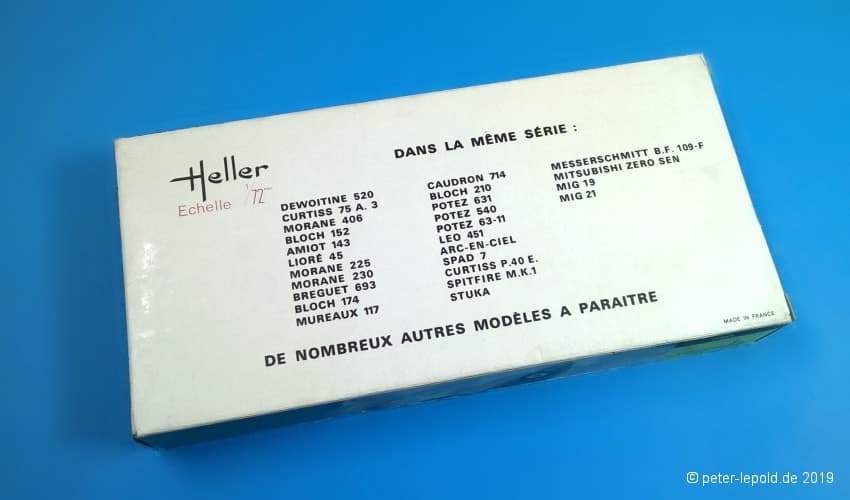 Heller
Echelle 1/72ème
DANS LA MÊME SÉRIE :
DEWOITINE 520
CURTISS 75 A. 3
MORANE 406
BLOCH 152
AMIOT 143
LIORÉ 45
MORANE 225
MORANE 230
BREGUET 693
BLOCH 174
MUREAUX 117
CAUDRON 714
BLOCH 210
POTEZ 631
POTEZ 540
POTEZ 63-11
LEO 451
ARC-EN-CIEL
SPAD 7
CURTISS P.40 E.
SPITFIRE M.K.1
STUKA
MESSERSCHMITT B.F. 109-F
MITSUBISHI ZERO SEN
MIG 19
MIG 21
DE NOMBREUX AUTRES MODÈLES A PARAITRE
MADE IN FRANCE
© peter-lepold.de 2019